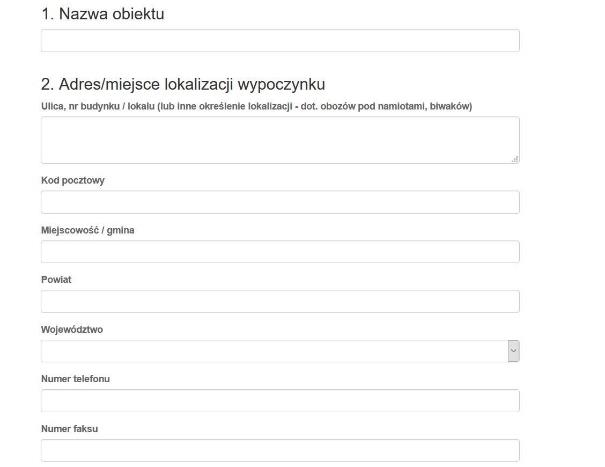 1. Nazwa obiektu
2. Adres/miejsce lokalizacji wypoczynku
Ulica, nr budynku / lokalu (lub inne określenie lokalizacji - dot. obozów pod namiotami, biwaków)
Kod pocztowy
Miejscowość / gmina
Powiat
Województwo
Numer telefonu
Numer faksu